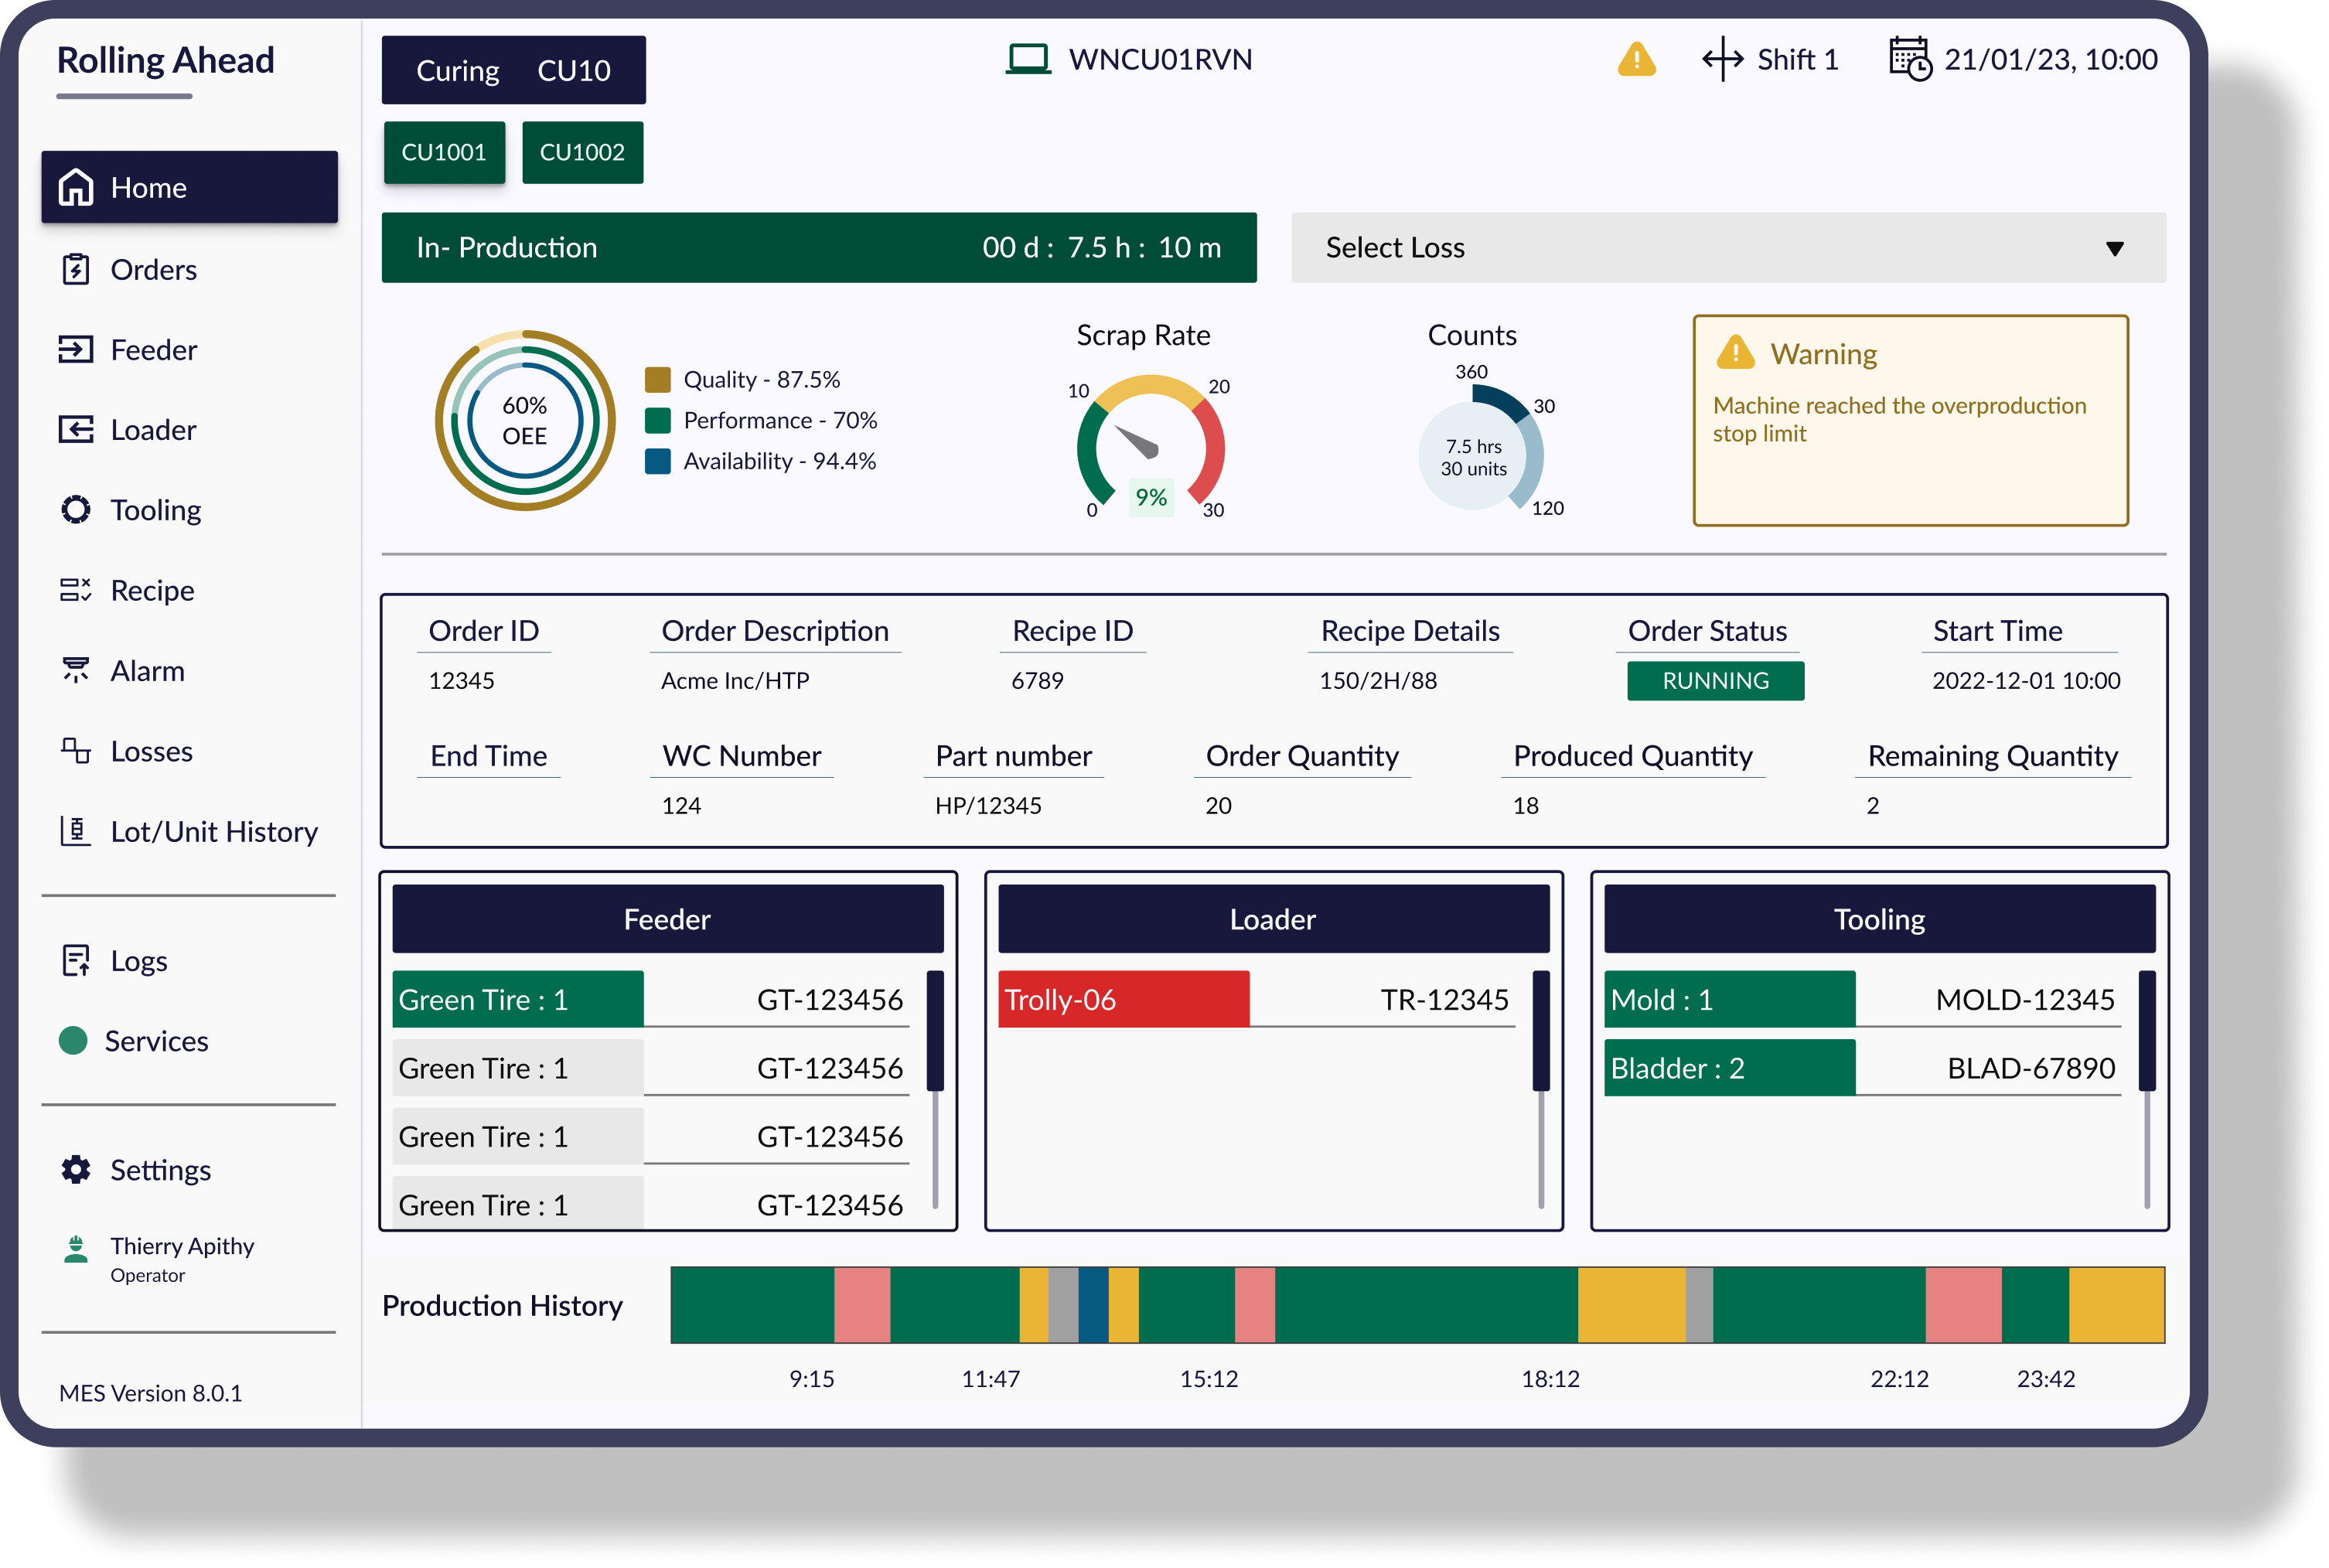 Rolling Ahead
Home
Orders
Feeder
Loader
Tooling
Recipe
Alarm
Losses
Lot/Unit History
Logs
Services
Settings
Thierry Apithy
Operator
MES Version 8.0.1
Curing CU10
WNCU01RVN
Shift 1
21/01/23, 10:00
CU1001 CU1002
In- Production 00 d : 7.5 h : 10 m
Select Loss
60%
OEE
Quality - 87.5%
Performance - 70%
Availability - 94.4%
Scrap Rate
10 20
9%
0 30
Counts
360
30
7.5 hrs
30 units
120
Warning
Machine reached the overproduction
stop limit
Order ID Order Description Recipe ID Recipe Details Order Status Start Time
12345 Acme Inc/HTP 6789 150/2H/88 RUNNING 2022-12-01 10:00
End Time WC Number Part number Order Quantity Produced Quantity Remaining Quantity
124 HP/12345 20 18 2
Feeder
Green Tire : 1 GT-123456
Green Tire : 1 GT-123456
Green Tire : 1 GT-123456
Green Tire : 1 GT-123456
Loader
Trolly-06 TR-12345
Tooling
Mold : 1 MOLD-12345
Bladder : 2 BLAD-67890
Production History
9:15 11:47 15:12 18:12 22:12 23:42